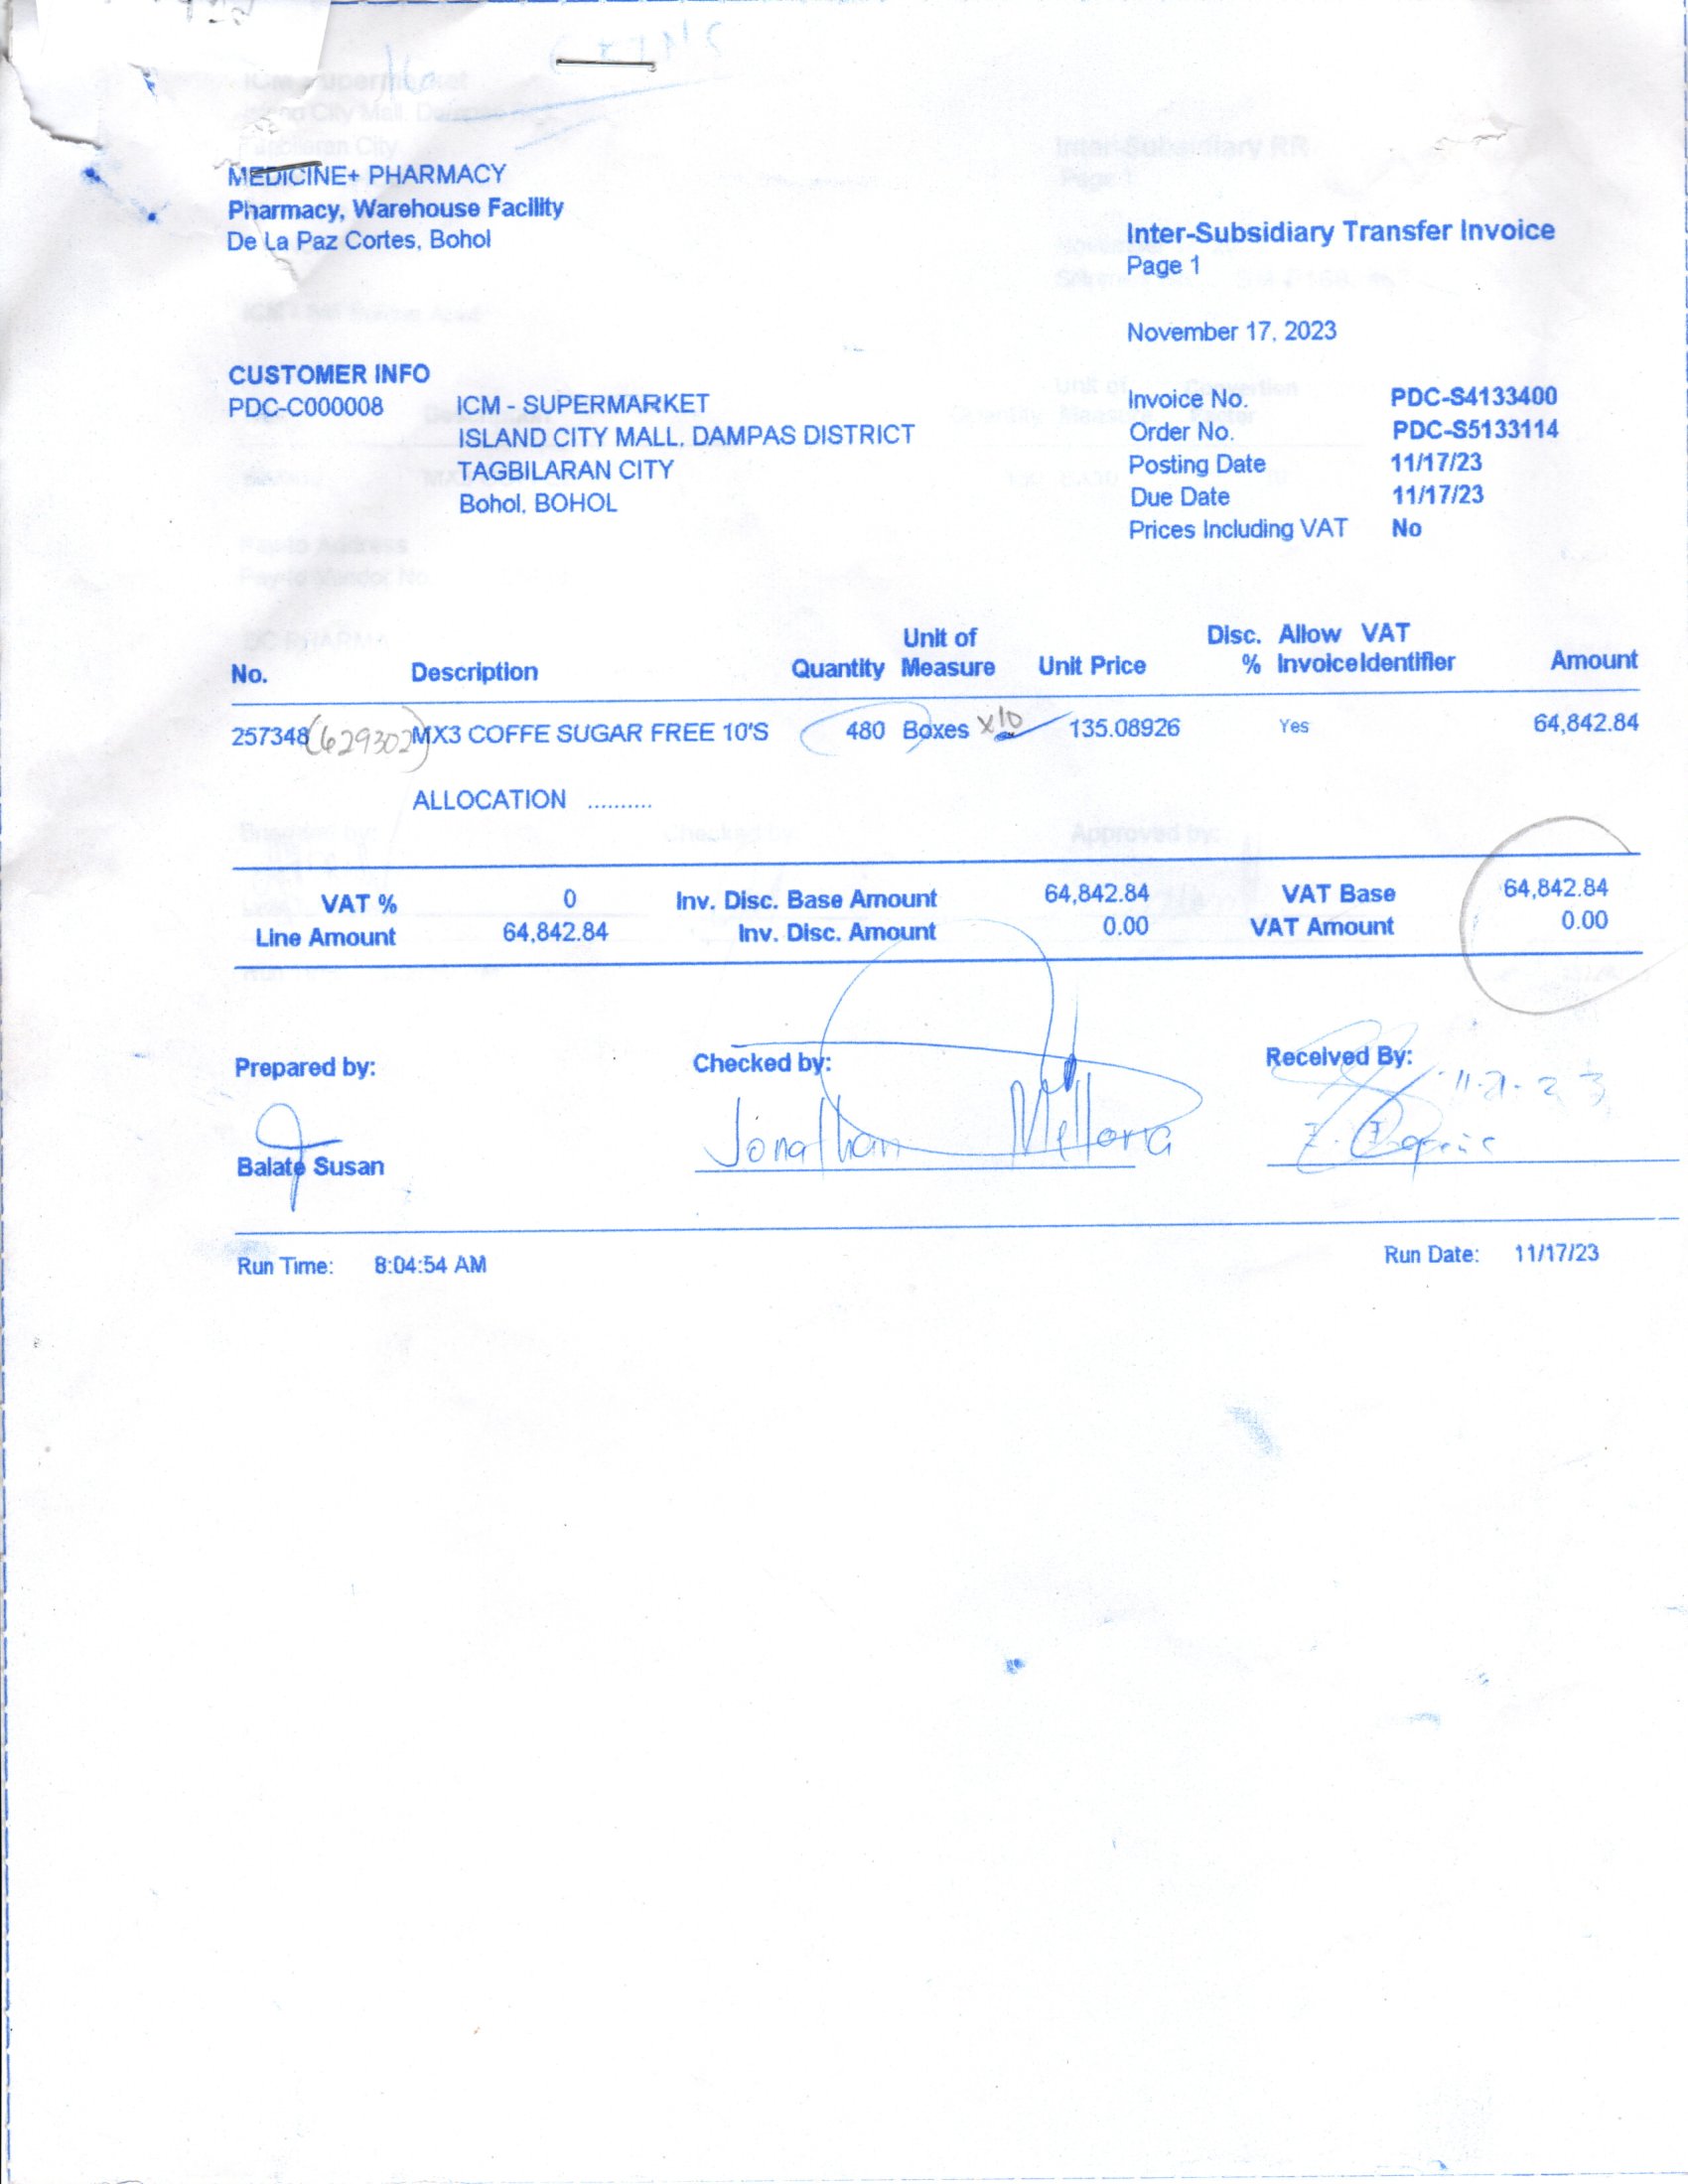 MEDICINE+ PHARMACY
Pharmacy, Warehouse Facility
De La Paz Cortes, Bohol
Inter-Subsidiary Transfer Invoice
Page 1
November 17, 2023
CUSTOMER INFO
PDC-C000008 ICM - SUPERMARKET
ISLAND CITY MALL, DAMPAS DISTRICT
TAGBILARAN CITY
Bohol, BOHOL
Invoice No. PDC-S4133400
Order No. PDC-S5133114
Posting Date 11/17/23
Due Date 11/17/23
Prices Including VAT No
No. Description Quantity Unit of Measure Unit Price Disc. % Allow Invoice VAT Identifier Amount
257348 (629302) MX3 COFFE SUGAR FREE 10'S 480 Boxes x10 135.08926 Yes 64,842.84
ALLOCATION ..........
VAT % 0 Inv. Disc. Base Amount 64,842.84 VAT Base 64,842.84
Line Amount 64,842.84 Inv. Disc. Amount 0.00 VAT Amount 0.00
Prepared by: Checked by: Received By:
Balate Susan Jonathan
Run Time: 8:04:54 AM Run Date: 11/17/23